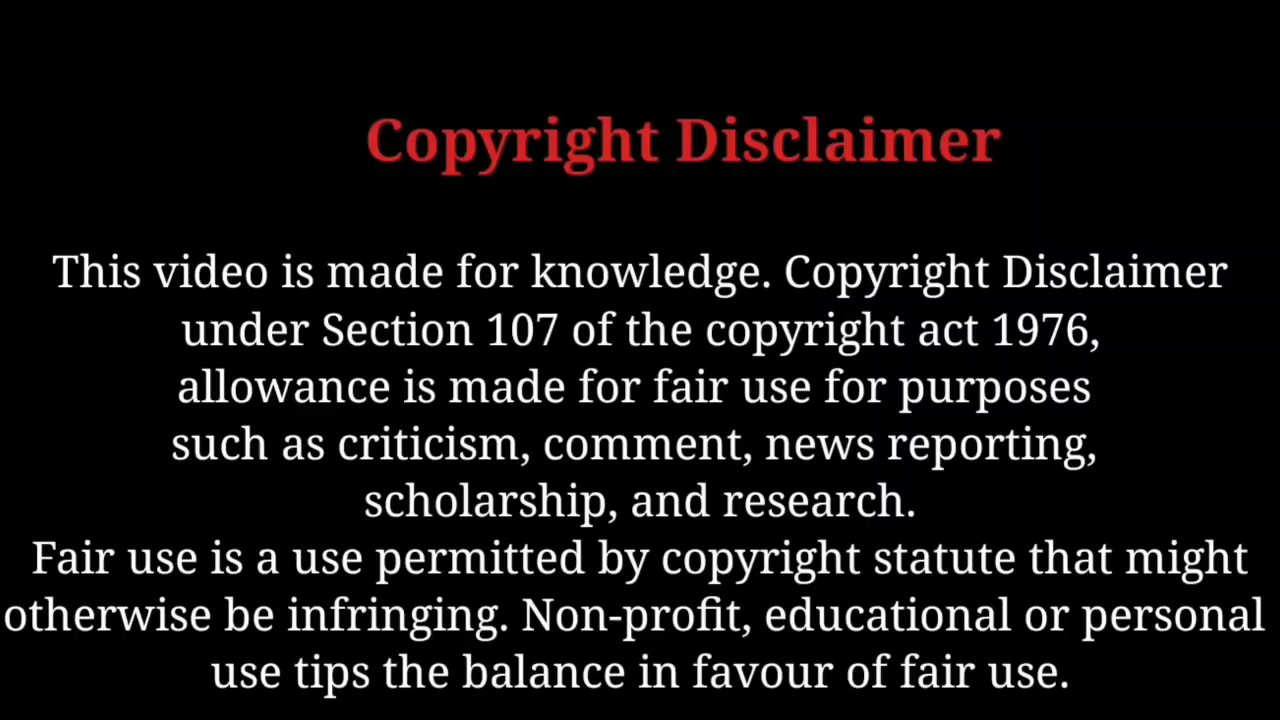 Copyright Disclaimer
This video is made for knowledge. Copyright Disclaimer
under Section 107 of the copyright act 1976,
allowance is made for fair use for purposes
such as criticism, comment, news reporting,
scholarship, and research.
Fair use is a use permitted by copyright statute that might
otherwise be infringing. Non-profit, educational or personal
use tips the balance in favour of fair use.